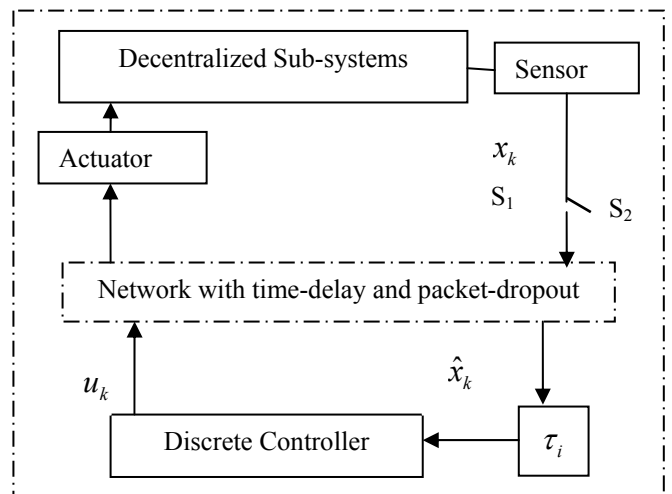 Decentralized Sub-systems
Sensor
Actuator
x_k
S_1
S_2
Network with time-delay and packet-dropout
u_k
x̂_k
Discrete Controller
τ_i